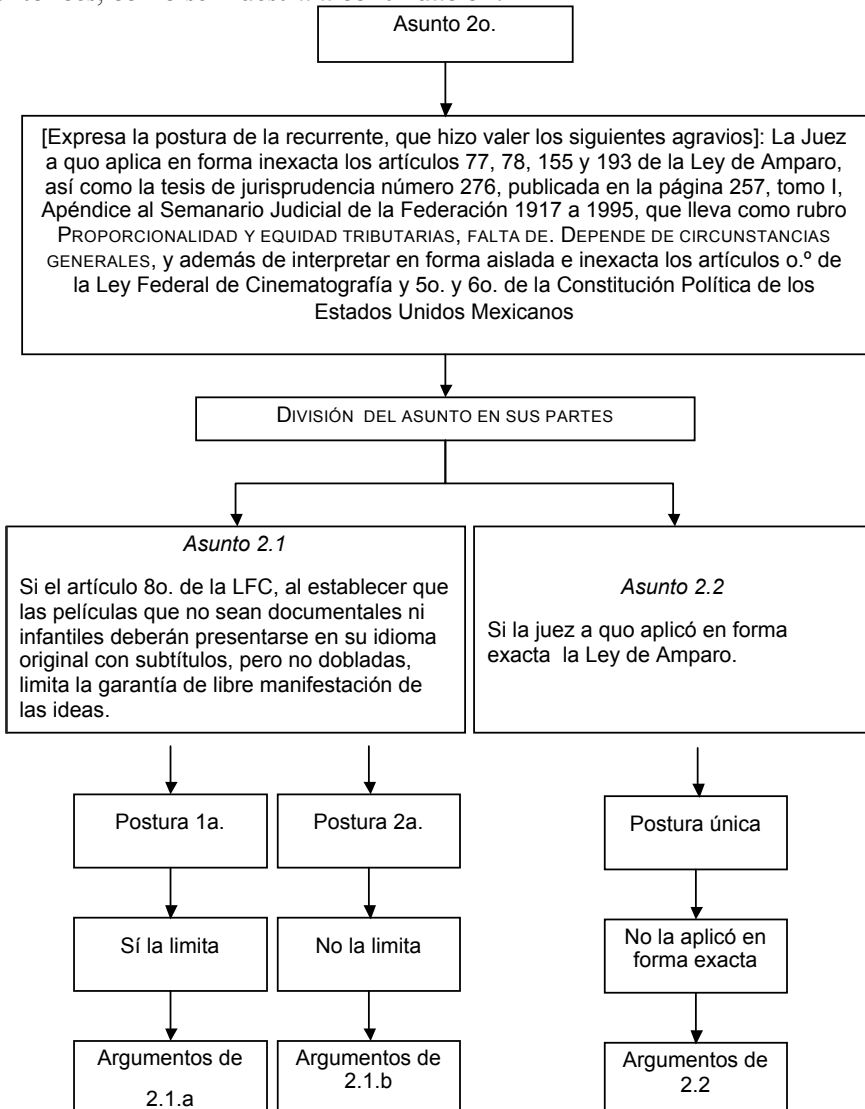 Asunto 2o.
[Expresa la postura de la recurrente, que hizo valer los siguientes agravios]: La Juez
a quo aplica en forma inexacta los artículos 77, 78, 155 y 193 de la Ley de Amparo,
así como la tesis de jurisprudencia número 276, publicada en la página 257, tomo I,
Apéndice al Semanario Judicial de la Federación 1917 a 1995, que lleva como rubro
PROPORCIONALIDAD Y EQUIDAD TRIBUTARIAS, FALTA DE. DEPENDE DE CIRCUNSTANCIAS
GENERALES, y además de interpretar en forma aislada e inexacta los artículos o.º de
la Ley Federal de Cinematografía y 5o. y 6o. de la Constitución Política de los
Estados Unidos Mexicanos
DIVISIÓN DEL ASUNTO EN SUS PARTES
Asunto 2.1
Si el artículo 8o. de la LFC, al establecer que
las películas que no sean documentales ni
infantiles deberán presentarse en su idioma
original con subtítulos, pero no dobladas,
limita la garantía de libre manifestación de
las ideas.
Asunto 2.2
Si la juez a quo aplicó en forma
exacta la Ley de Amparo.
Postura 1a.
Postura 2a.
Postura única
Sí la limita
No la limita
No la aplicó en
forma exacta
Argumentos de
2.1.a
Argumentos de
2.1.b
Argumentos de
2.2